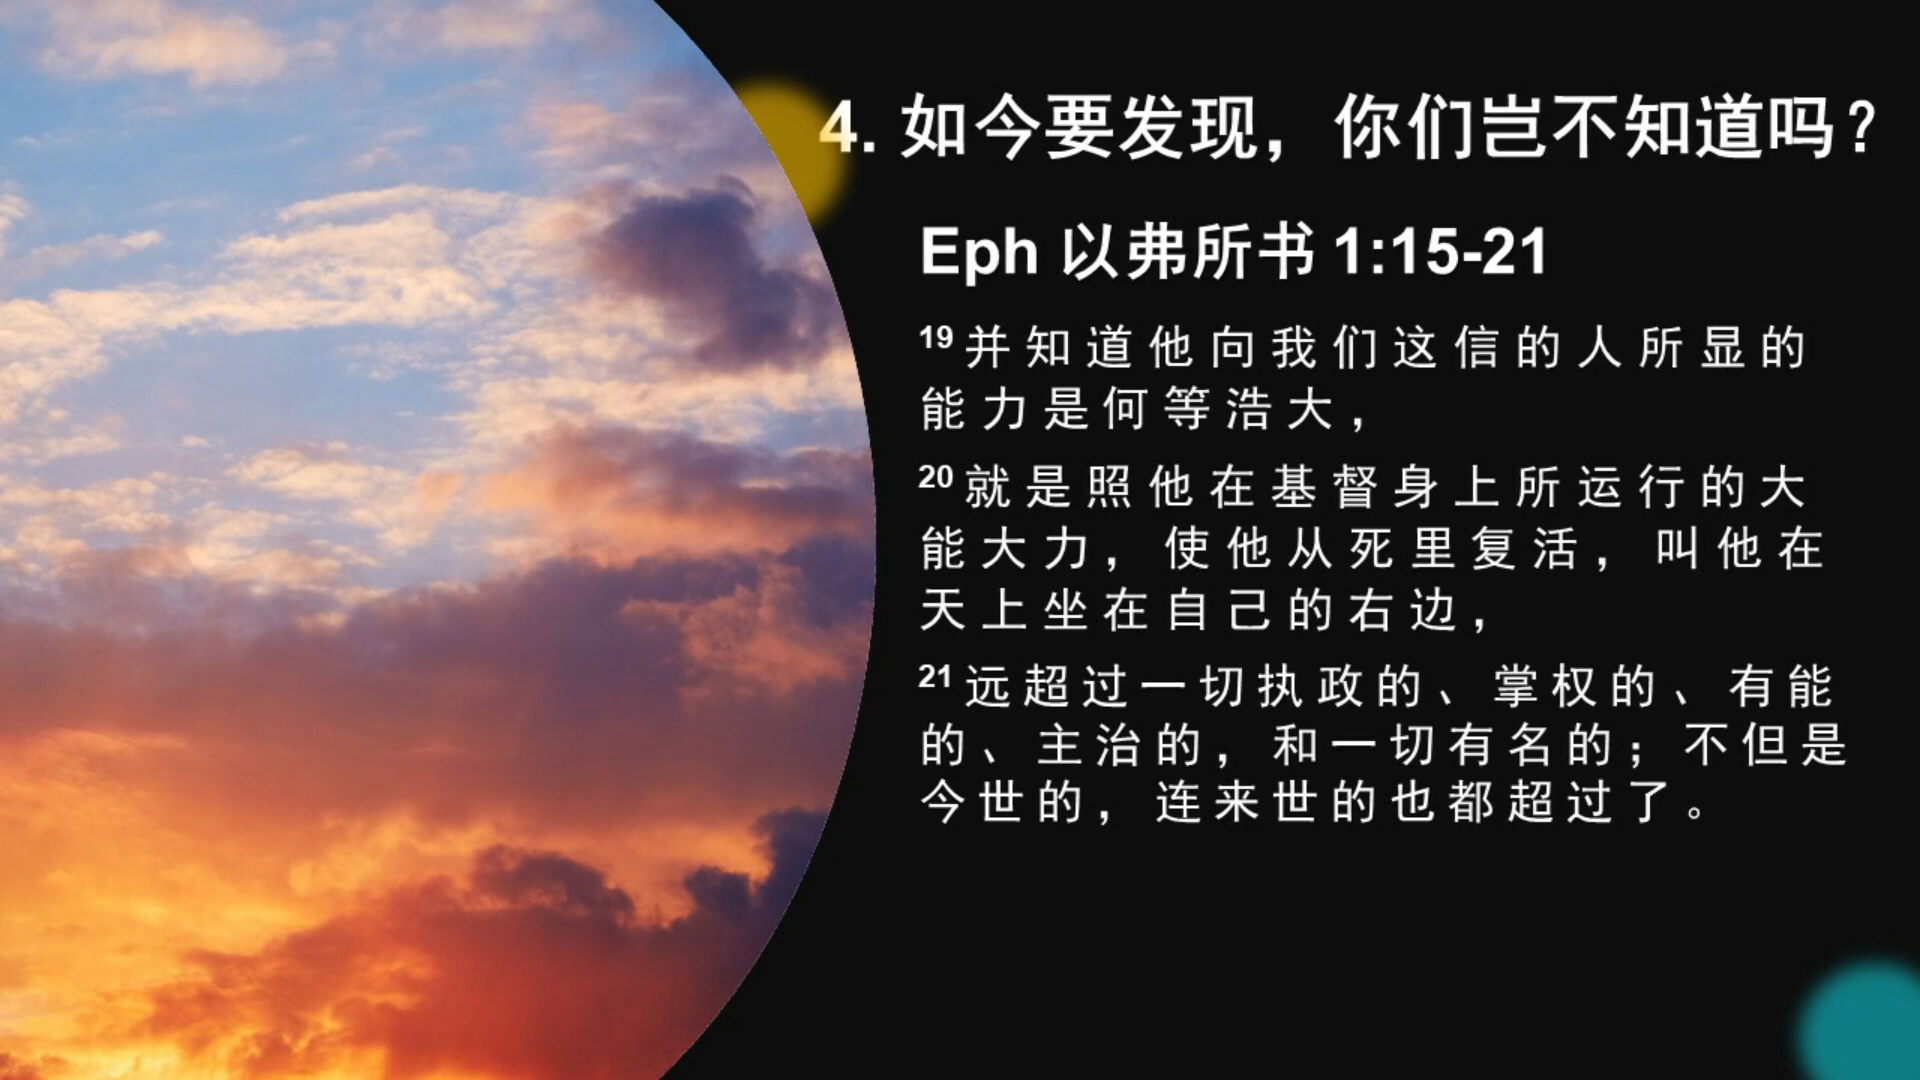 4. 如今要发现，你们岂不知道吗？
Eph 以弗所书 1:15-21
19 并知道他向我们这信的人所显的
能力是何等浩大，
20 就是照他在基督身上所运行的大
能大力，使他从死里复活，叫他在
天上坐在自己的右边，
21 远超过一切执政的、掌权的、有能
的、主治的，和一切有名的；不但是
今世的，连来世的也都超过了。